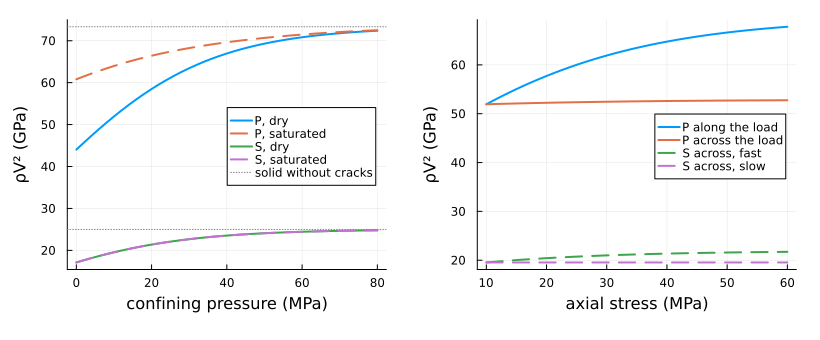 ρV² (GPa)
70
60
50
40
30
20
P, dry
P, saturated
S, dry
S, saturated
solid without cracks
0
20
40
60
80
confining pressure (MPa)
ρV² (GPa)
60
50
40
30
20
P along the load
P across the load
S across, fast
S across, slow
10
20
30
40
50
60
axial stress (MPa)